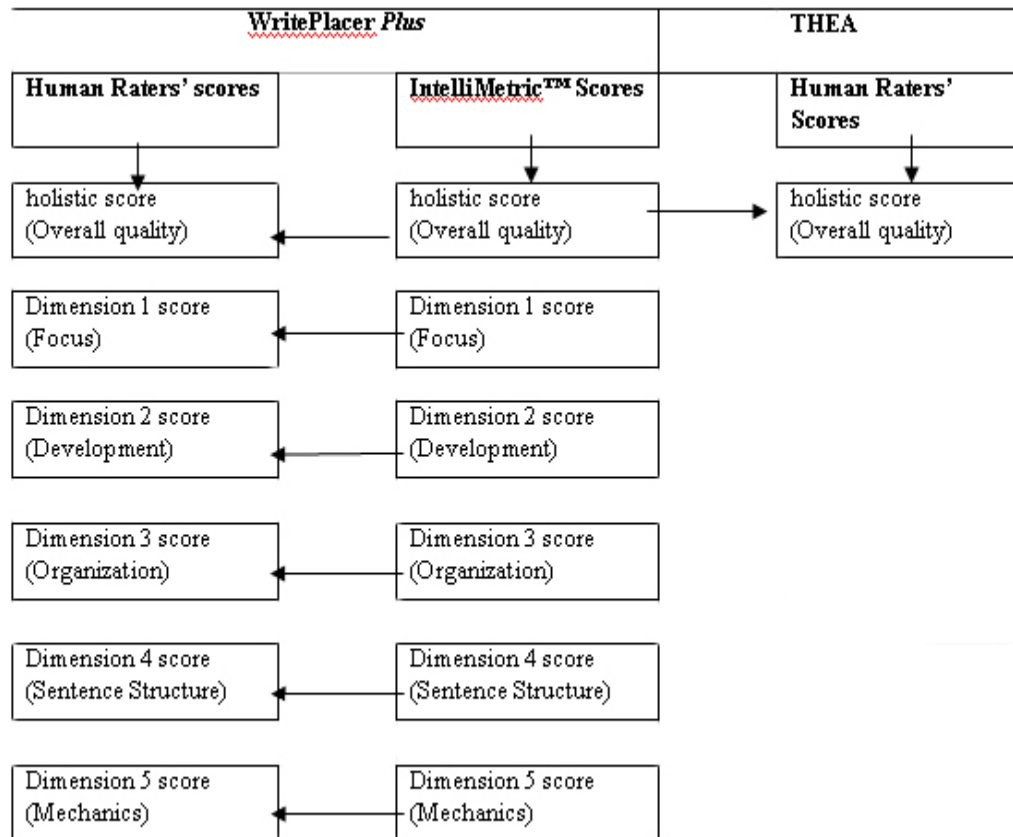 WritePlacer Plus THEA
Human Raters’ scores IntelliMetric™ Scores Human Raters’
Scores
holistic score holistic score holistic score
(Overall quality) (Overall quality) (Overall quality)
Dimension 1 score Dimension 1 score
(Focus) (Focus)
Dimension 2 score Dimension 2 score
(Development) (Development)
Dimension 3 score Dimension 3 score
(Organization) (Organization)
Dimension 4 score Dimension 4 score
(Sentence Structure) (Sentence Structure)
Dimension 5 score Dimension 5 score
(Mechanics) (Mechanics)